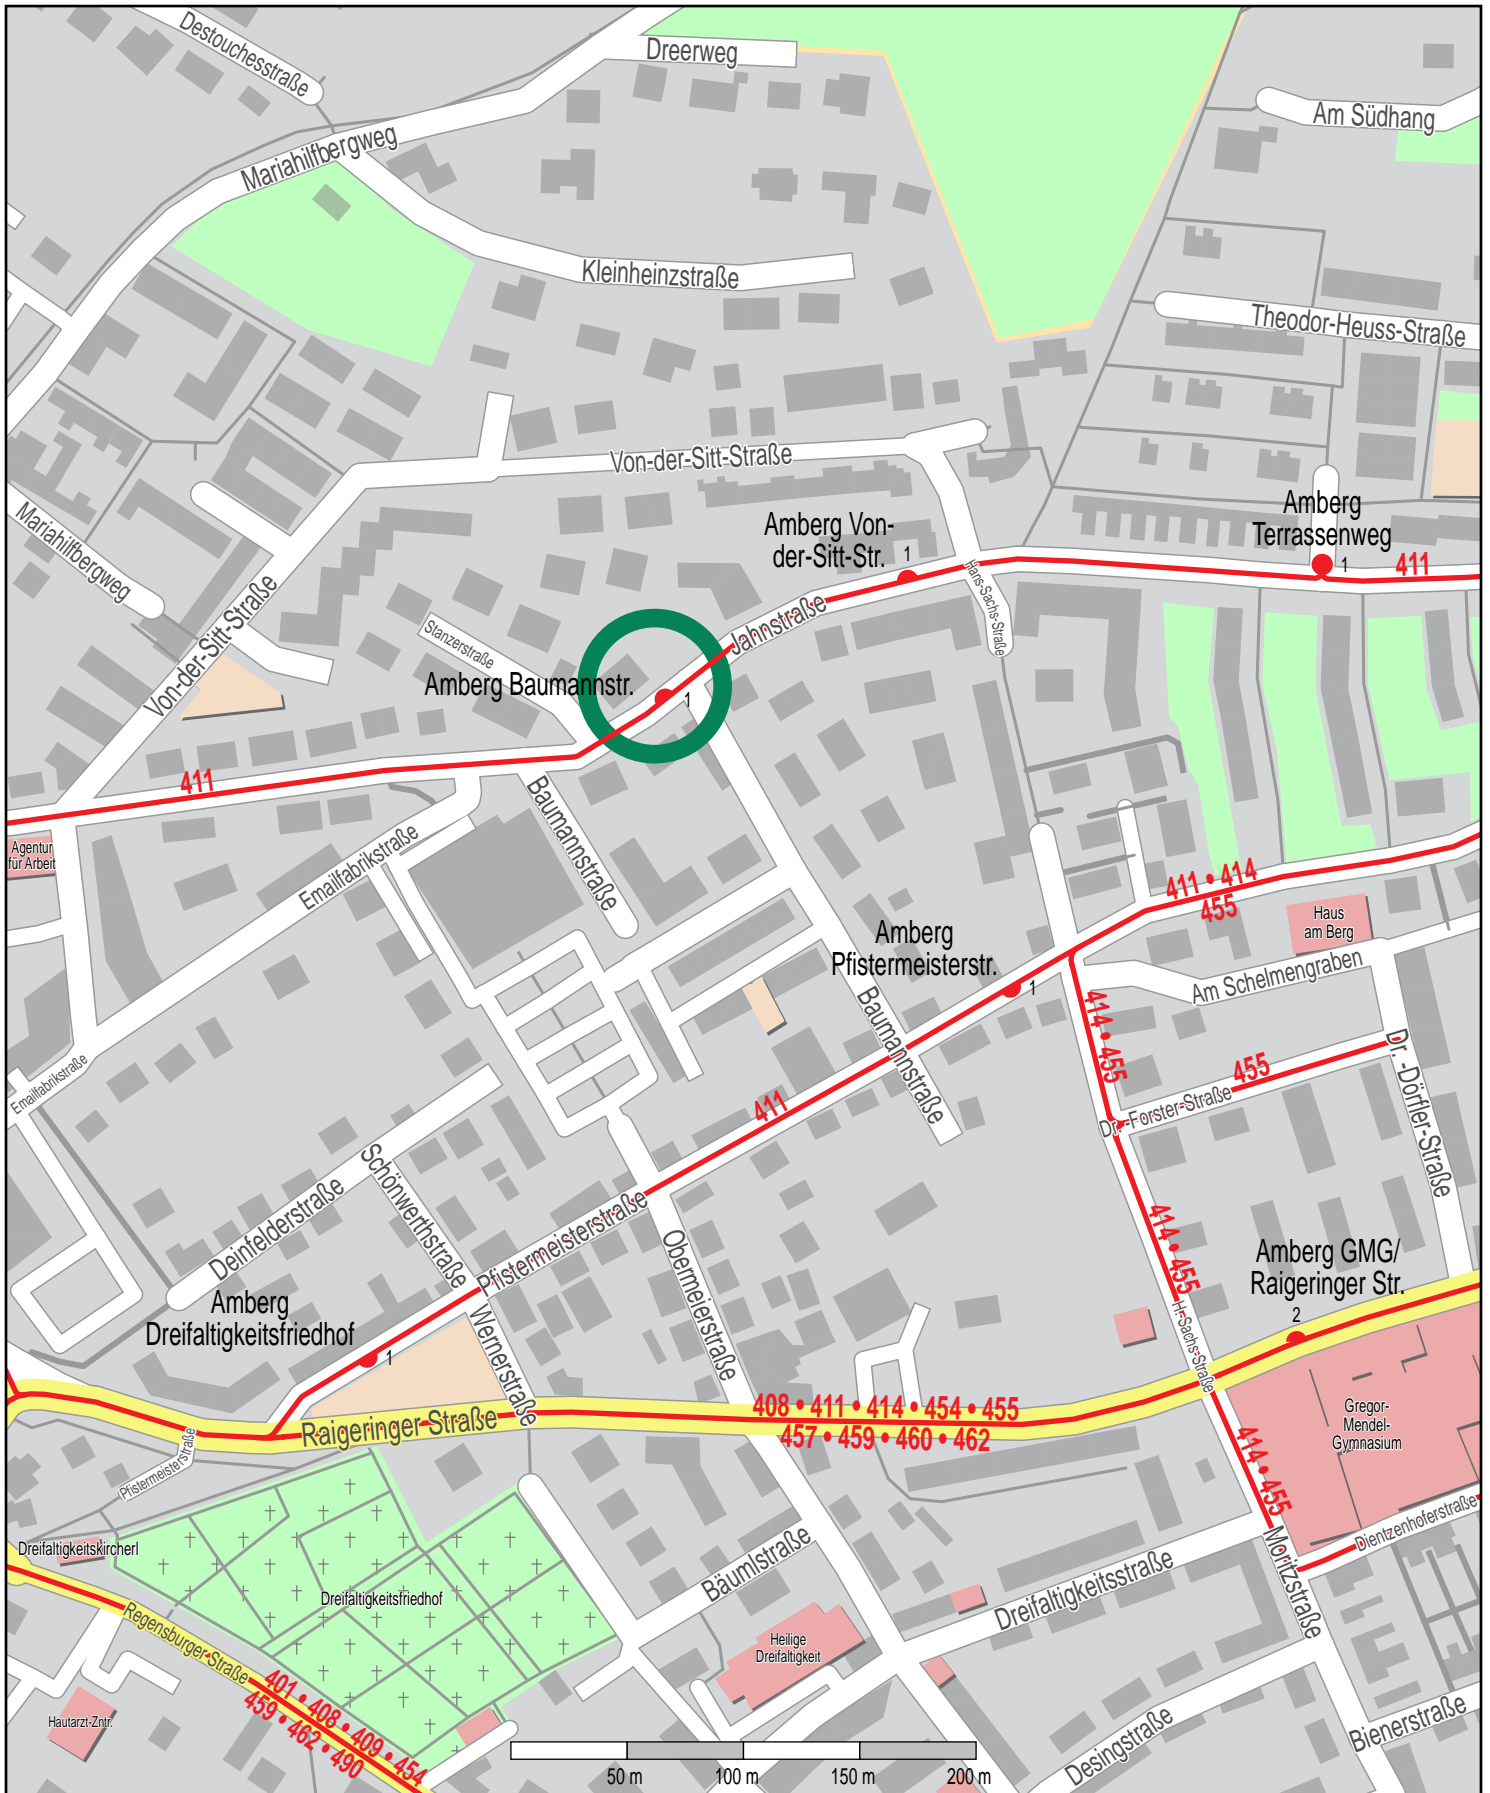 Destouchesstraße
Dreerweg
Am Südhang
Mariahilfbergweg
Kleinheinzstraße
Theodor-Heuss-Straße
Von-der-Sitt-Straße
Mariahilfbergweg
Amberg Von-
der-Sitt-Str.
1
Amberg
Terrassenweg
1
411
Hans-Sachs-Straße
Jahnstraße
Stanzerstraße
Von-der-Sitt-Straße
Amberg Baumannstr.
1
411
Baumannstraße
Agentur
für Arbeit
Emailfabrikstraße
411 • 414
455
Haus
am Berg
Amberg
Pfistermeisterstr.
1
Am Schelmengraben
Baumannstraße
414 • 455
455
Dr.-Forster-Straße
Dr.-Dörfler-Straße
Emailfabrikstraße
411
Schönwerthstraße
Deinfelderstraße
Pfistermeisterstraße
Obermeierstraße
414 • 455
Amberg GMG/
Raigeringer Str.
2
Amberg
Dreifaltigkeitsfriedhof
1
Wernerstraße
H.-Sachs-Straße
Raigeringer Straße
408 • 411 • 414 • 454 • 455
457 • 459 • 460 • 462
Gregor-
Mendel-
Gymnasium
414 • 455
Pfistermeisterstraße
Dreifaltigkeitskircherl
Dientzenhoferstraße
Moritzstraße
Bäumlstraße
Dreifaltigkeitsstraße
Dreifaltigkeitsfriedhof
Heilige
Dreifaltigkeit
Regensburger Straße
401 • 408 • 409 • 454
459 • 462 • 490
Hautarzt-Zntr.
Desingstraße
Bienerstraße
50 m
100 m
150 m
200 m